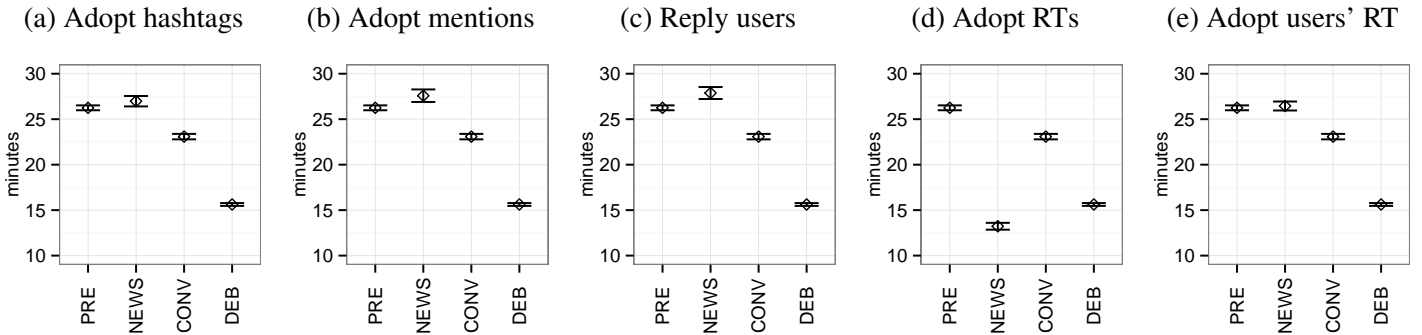 (a) Adopt hashtags
(b) Adopt mentions
(c) Reply users
(d) Adopt RTs
(e) Adopt users' RT
minutes
30
25
20
15
10
PRE
NEWS
CONV
DEB
minutes
30
25
20
15
10
PRE
NEWS
CONV
DEB
minutes
30
25
20
15
10
PRE
NEWS
CONV
DEB
minutes
30
25
20
15
10
PRE
NEWS
CONV
DEB
minutes
30
25
20
15
10
PRE
NEWS
CONV
DEB